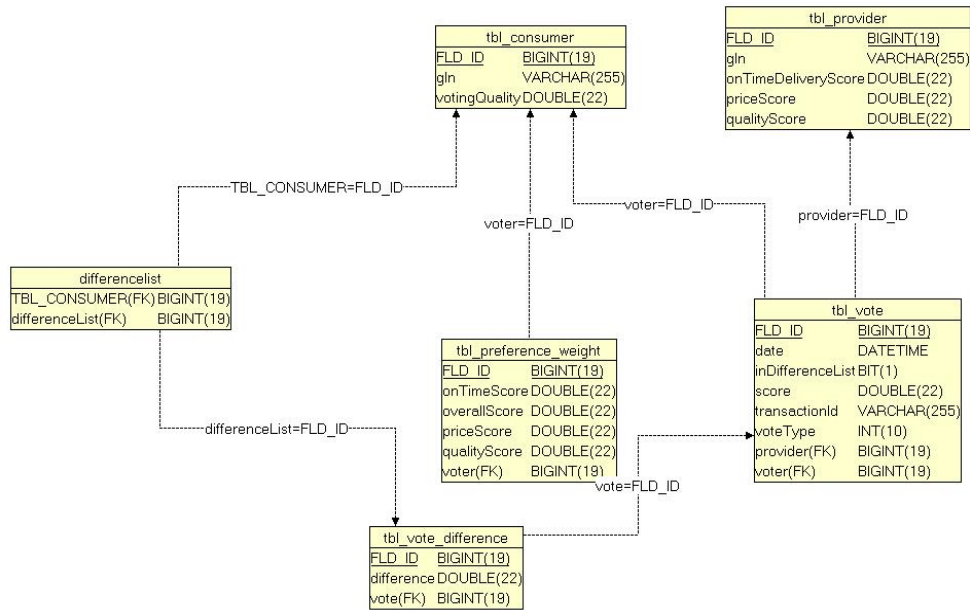 tbl_provider
FLD_ID BIGINT(19)
gln VARCHAR(255)
onTimeDeliveryScore DOUBLE(22)
priceScore DOUBLE(22)
qualityScore DOUBLE(22)
tbl_consumer
FLD_ID BIGINT(19)
gln VARCHAR(255)
votingQuality DOUBLE(22)
TBL_CONSUMER=FLD_ID
voter=FLD_ID
voter=FLD_ID
provider=FLD_ID
differencelist
TBL_CONSUMER(FK) BIGINT(19)
differenceList(FK) BIGINT(19)
tbl_vote
FLD_ID BIGINT(19)
date DATETIME
inDifferenceList BIT(1)
score DOUBLE(22)
transactionId VARCHAR(255)
voteType INT(10)
provider(FK) BIGINT(19)
voter(FK) BIGINT(19)
tbl_preference_weight
FLD_ID BIGINT(19)
onTimeScore DOUBLE(22)
overallScore DOUBLE(22)
priceScore DOUBLE(22)
qualityScore DOUBLE(22)
voter(FK) BIGINT(19)
differenceList=FLD_ID
vote=FLD_ID
tbl_vote_difference
FLD_ID BIGINT(19)
difference DOUBLE(22)
vote(FK) BIGINT(19)